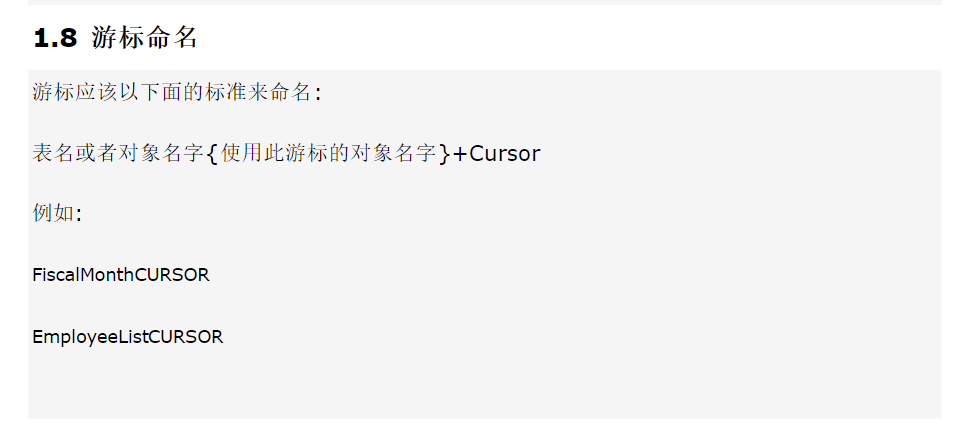 1.8 游标命名
游标应该以下面的标准来命名:
表名或者对象名字{使用此游标的对象名字}+Cursor
例如:
FiscalMonthCURSOR
EmployeeListCURSOR